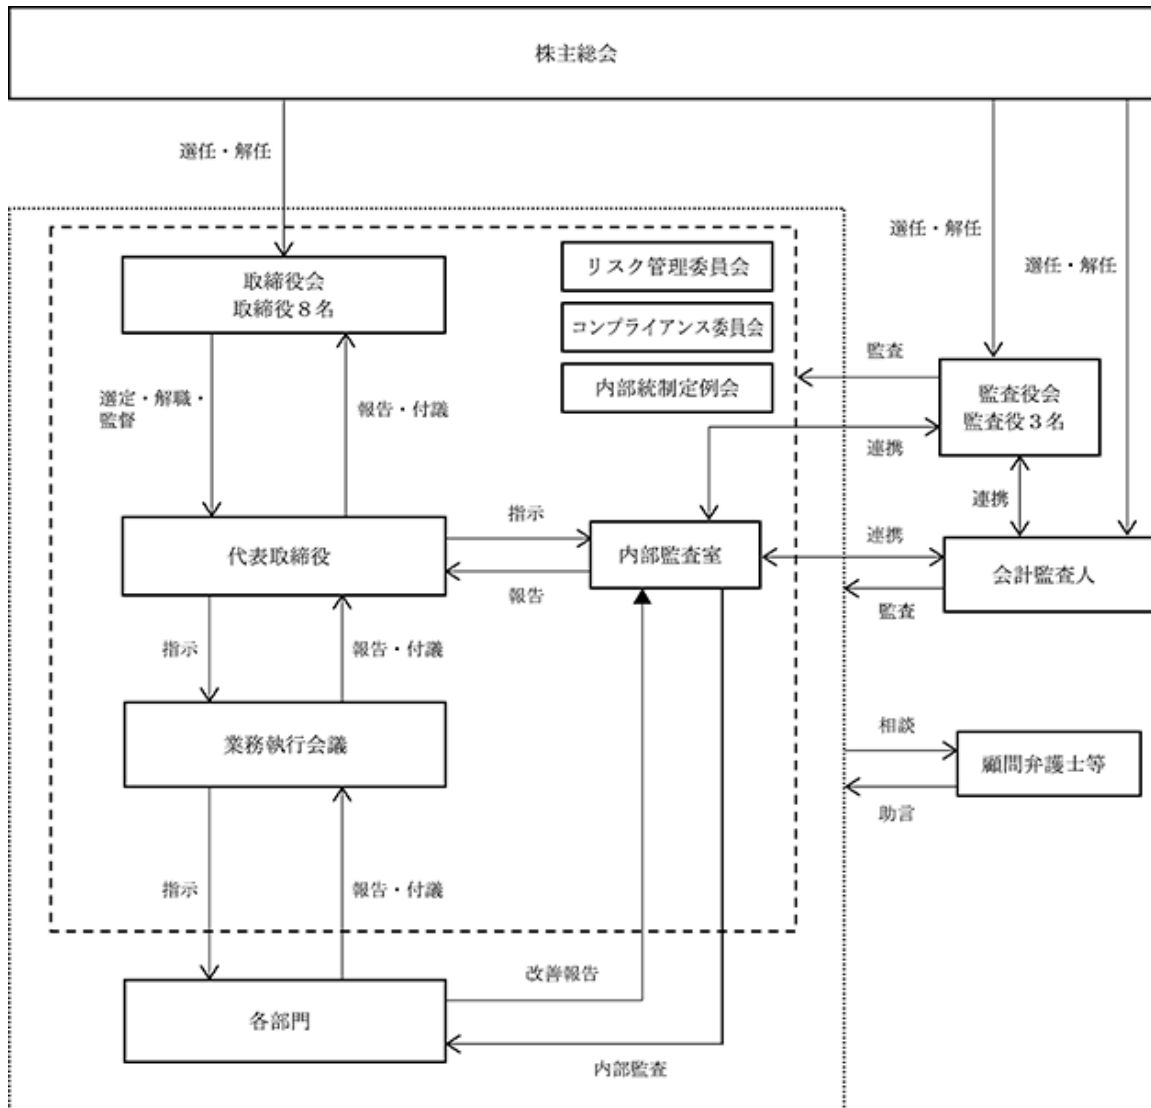 株主総会
選任・解任
選任・解任
選任・解任
取締役会
取締役８名
リスク管理委員会
コンプライアンス委員会
内部統制定例会
監査
監査役会
監査役３名
選定・解職・
監督
報告・付議
連携
連携
代表取締役
指示
報告
内部監査室
連携
監査
会計監査人
指示
報告・付議
業務執行会議
相談
助言
顧問弁護士等
指示
報告・付議
各部門
改善報告
内部監査